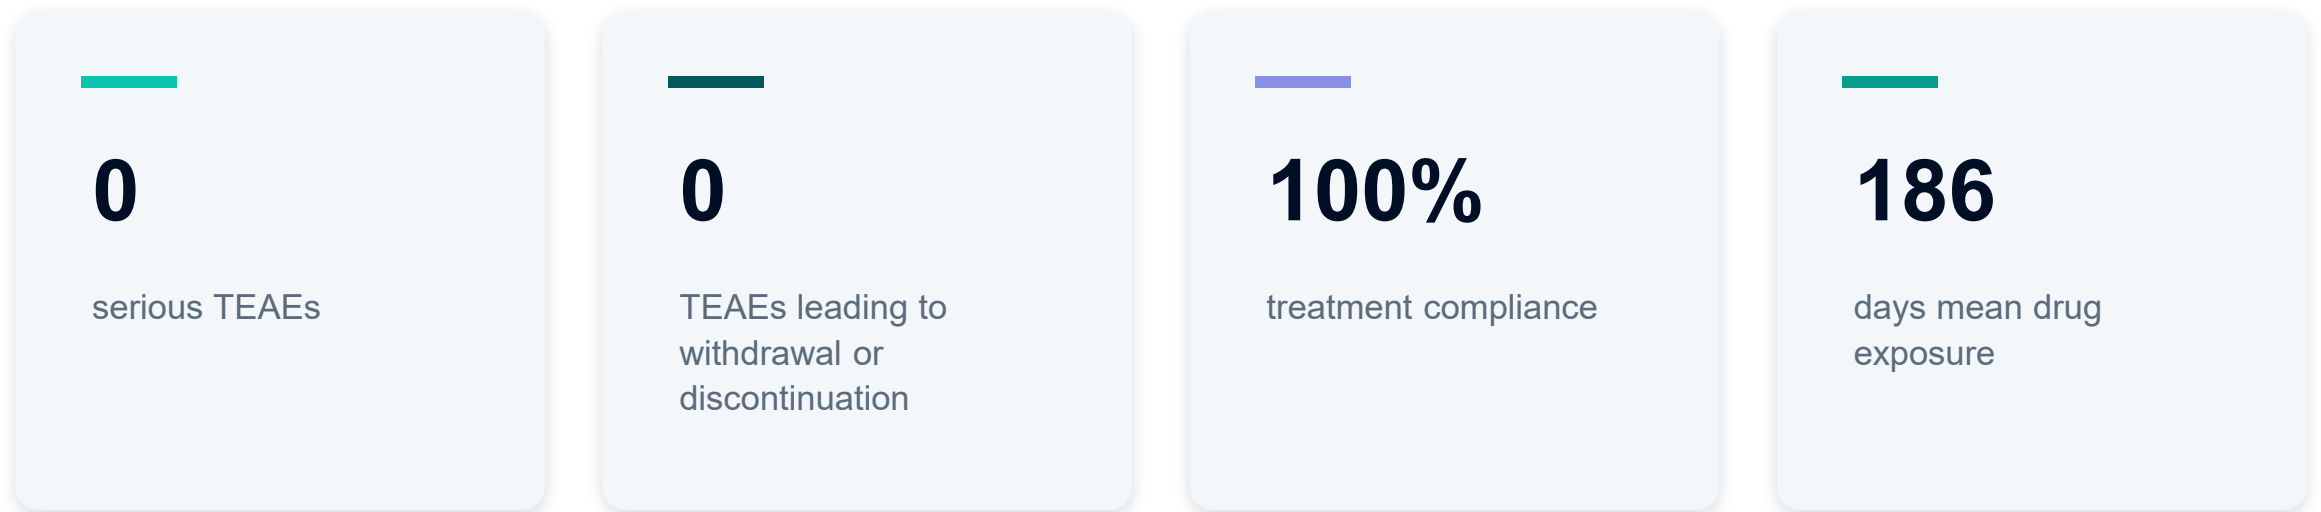 0
serious TEAEs
0
TEAEs leading to
withdrawal or
discontinuation
100%
treatment compliance
186
days mean drug
exposure